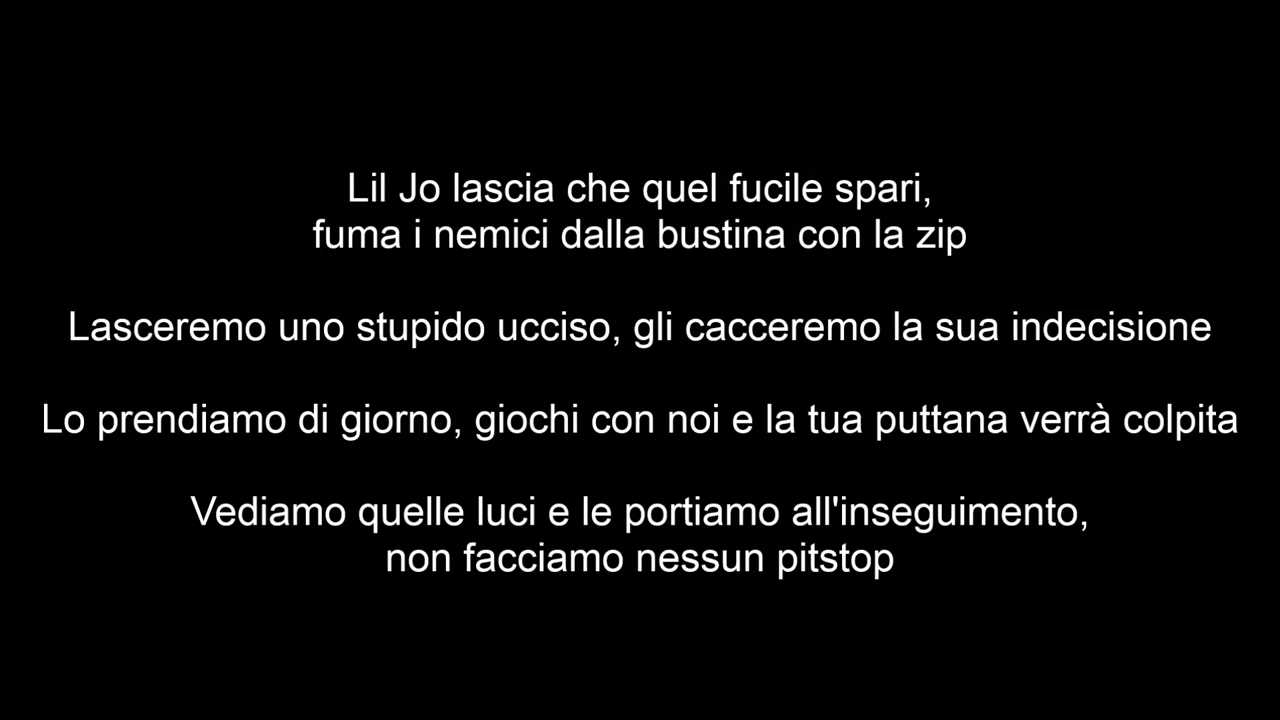 Lil Jo lascia che quel fucile spari,
fuma i nemici dalla bustina con la zip
Lasceremo uno stupido ucciso, gli cacceremo la sua indecisione
Lo prendiamo di giorno, giochi con noi e la tua puttana verrà colpita
Vediamo quelle luci e le portiamo all'inseguimento,
non facciamo nessun pitstop